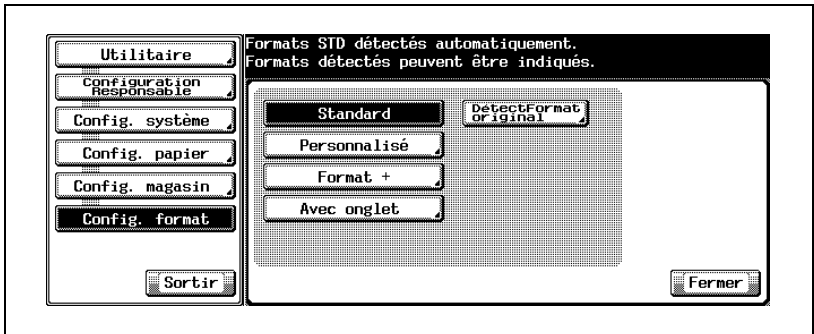 Formats STD détectés automatiquement.
Formats détectés peuvent être indiqués.
Utilitaire
Configuration
Responsable
Config. système
Config. papier
Config. magasin
Config. format
Sortir
Standard
DétectFormat
original
Personnalisé
Format +
Avec onglet
Fermer